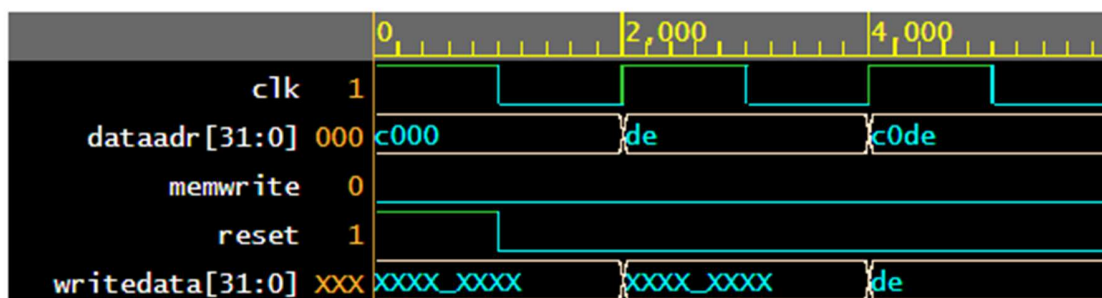 0 2,000 4,000
clk 1
dataadr[31:0] 000 c000 de c0de
memwrite 0
reset 1
writedata[31:0] XXX XXXX_XXXX XXXX_XXXX de